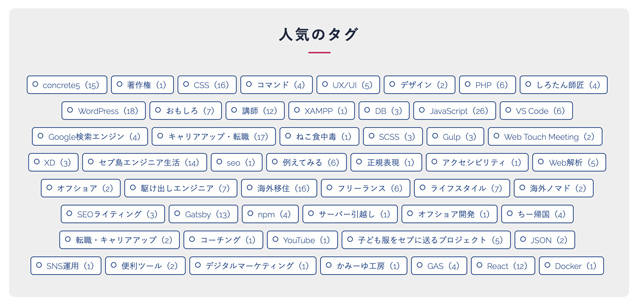 人気のタグ
concrete5（15） 著作権（1） CSS（16） コマンド（4） UX/UI（5） デザイン（2） PHP（6） しろたん師匠（4）
WordPress（18） おもしろ（7） 講師（12） XAMPP（1） DB（3） JavaScript（26） VS Code（6）
Google検索エンジン（4） キャリアアップ・転職（17） ねこ食中毒（1） SCSS（3） Gulp（3） Web Touch Meeting（2）
XD（3） セブ島エンジニア生活（14） seo（1） 例えてみる（6） 正規表現（1） アクセシビリティ（1） Web解析（5）
オフショア（2） 駆け出しエンジニア（7） 海外移住（16） フリーランス（6） ライフスタイル（7） 海外ノマド（2）
SEOライティング（3） Gatsby（13） npm（4） サーバー引越し（1） オフショア開発（1） ちー帰国（4）
転職・キャリアアップ（2） コーチング（1） YouTube（1） 子ども服をセブに送るプロジェクト（5） JSON（2）
SNS運用（1） 便利ツール（2） デジタルマーケティング（1） かみーゆ工房（1） GAS（4） React（12） Docker（1）